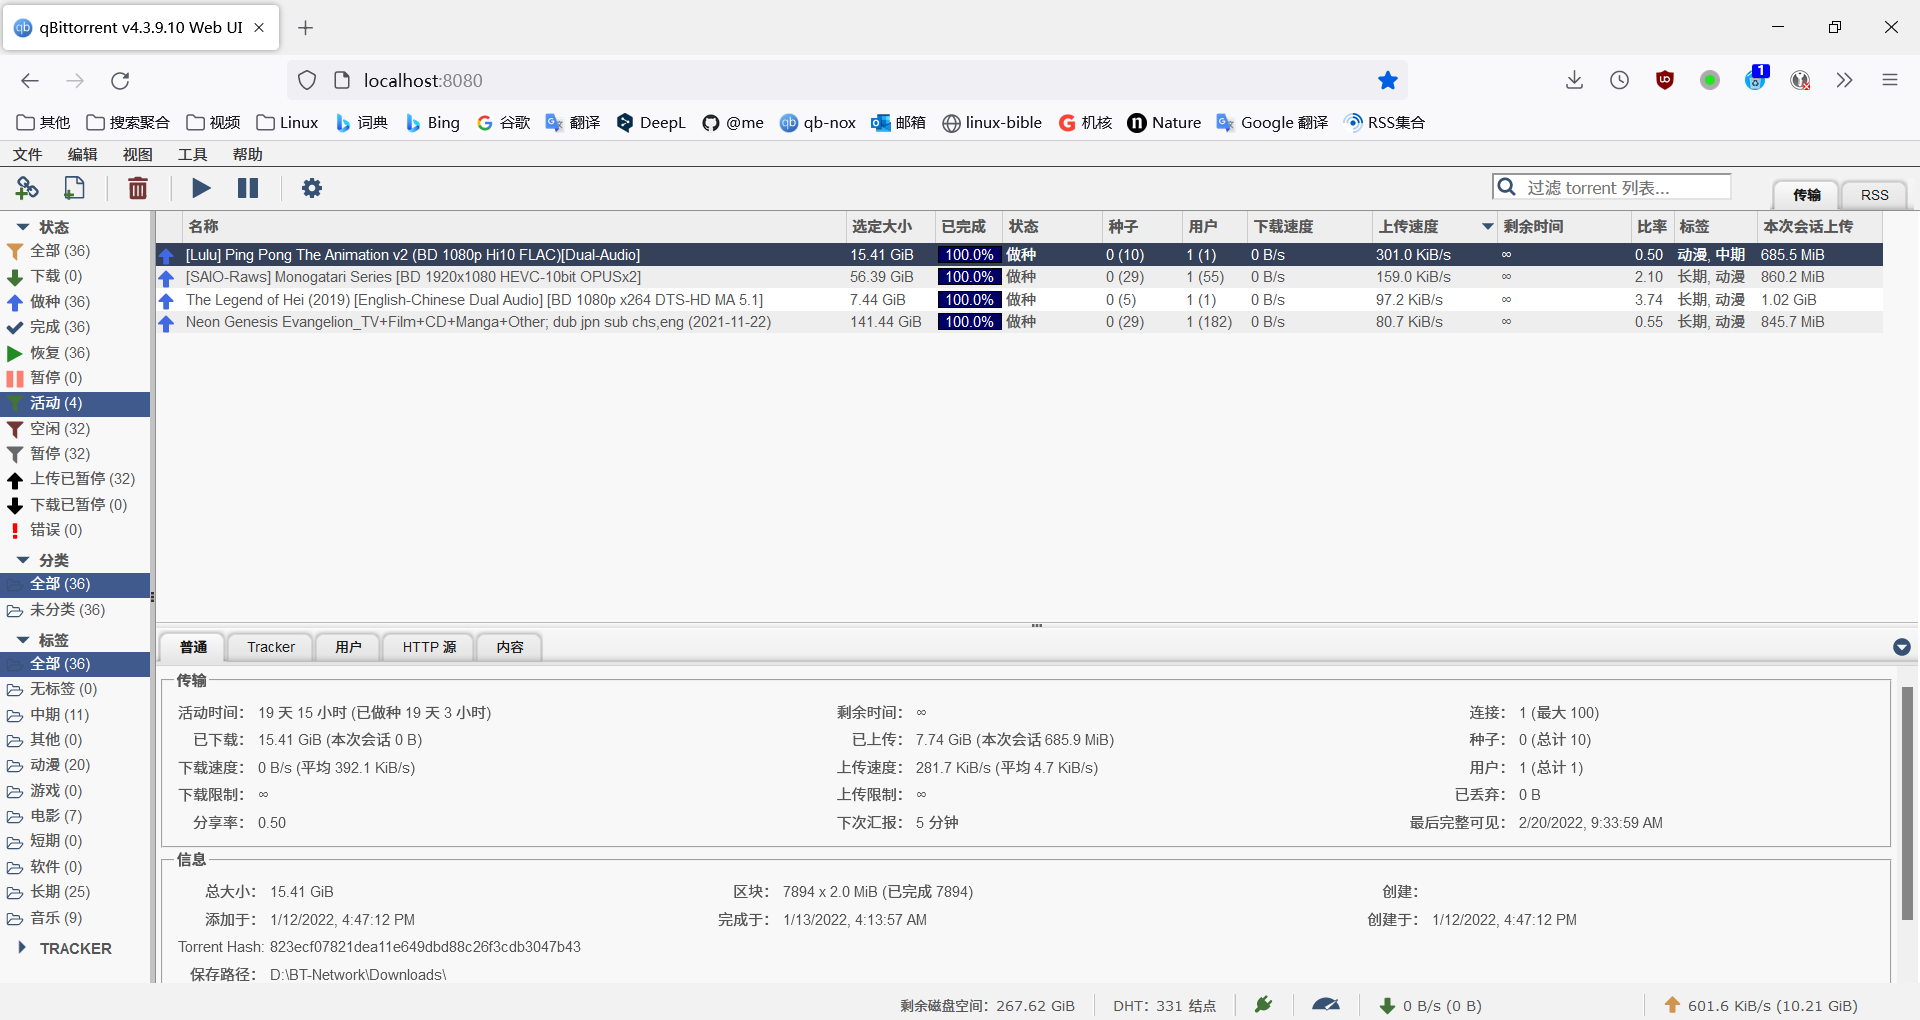 qBittorrent v4.3.9.10 Web UI
localhost:8080
1
其他 搜索聚合 视频 Linux 词典 Bing 谷歌 翻译 DeepL @me qb-nox 邮箱 linux-bible 机核 Nature Google 翻译 RSS集合
文件 编辑 视图 工具 帮助
过滤 torrent 列表...
传输 RSS
状态
全部 (36)
下载 (0)
做种 (36)
完成 (36)
恢复 (36)
暂停 (0)
活动 (4)
空闲 (32)
暂停 (32)
上传已暂停 (32)
下载已暂停 (0)
错误 (0)
分类
全部 (36)
未分类 (36)
标签
全部 (36)
无标签 (0)
中期 (11)
其他 (0)
动漫 (20)
游戏 (0)
电影 (7)
短期 (0)
软件 (0)
长期 (25)
音乐 (9)
TRACKER
名称 选定大小 已完成 状态 种子 用户 下载速度 上传速度 剩余时间 比率 标签 本次会话上传
[Lulu] Ping Pong The Animation v2 (BD 1080p Hi10 FLAC)[Dual-Audio] 15.41 GiB 100.0% 做种 0 (10) 1 (1) 0 B/s 301.0 KiB/s ∞ 0.50 动漫, 中期 685.5 MiB
[SAIO-Raws] Monogatari Series [BD 1920x1080 HEVC-10bit OPUSx2] 56.39 GiB 100.0% 做种 0 (29) 1 (55) 0 B/s 159.0 KiB/s ∞ 2.10 长期, 动漫 860.2 MiB
The Legend of Hei (2019) [English-Chinese Dual Audio] [BD 1080p x264 DTS-HD MA 5.1] 7.44 GiB 100.0% 做种 0 (5) 1 (1) 0 B/s 97.2 KiB/s ∞ 3.74 长期, 动漫 1.02 GiB
Neon Genesis Evangelion_TV+Film+CD+Manga+Other; dub jpn sub chs,eng (2021-11-22) 141.44 GiB 100.0% 做种 0 (29) 1 (182) 0 B/s 80.7 KiB/s ∞ 0.55 长期, 动漫 845.7 MiB
普通 Tracker 用户 HTTP 源 内容
传输
活动时间： 19 天 15 小时 (已做种 19 天 3 小时) 剩余时间： ∞ 连接： 1 (最大 100)
已下载： 15.41 GiB (本次会话 0 B) 已上传： 7.74 GiB (本次会话 685.9 MiB) 种子： 0 (总计 10)
下载速度： 0 B/s (平均 392.1 KiB/s) 上传速度： 281.7 KiB/s (平均 4.7 KiB/s) 用户： 1 (总计 1)
下载限制： ∞ 上传限制： ∞ 已丢弃： 0 B
分享率： 0.50 下次汇报： 5 分钟 最后完整可见： 2/20/2022, 9:33:59 AM
信息
总大小： 15.41 GiB 区块： 7894 x 2.0 MiB (已完成 7894) 创建：
添加于： 1/12/2022, 4:47:12 PM 完成于： 1/13/2022, 4:13:57 AM 创建于： 1/12/2022, 4:47:12 PM
Torrent Hash: 823ecf07821dea11e649dbd88c26f3cdb3047b43
保存路径： D:\BT-Network\Downloads\
剩余磁盘空间：267.62 GiB DHT：331 结点 0 B/s (0 B) 601.6 KiB/s (10.21 GiB)